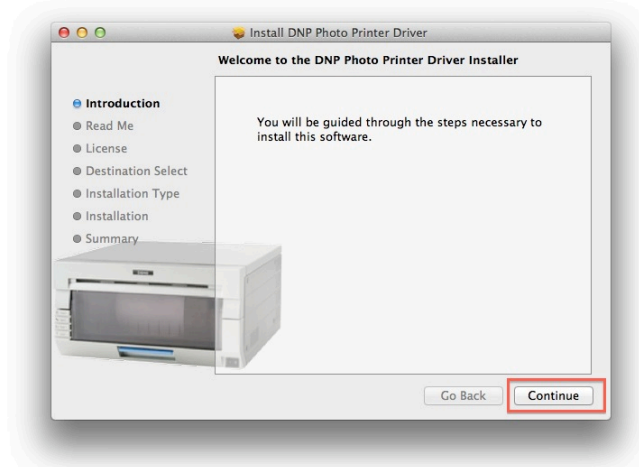 Install DNP Photo Printer Driver
Welcome to the DNP Photo Printer Driver Installer
Introduction
Read Me
License
Destination Select
Installation Type
Installation
Summary
You will be guided through the steps necessary to
install this software.
Go Back
Continue